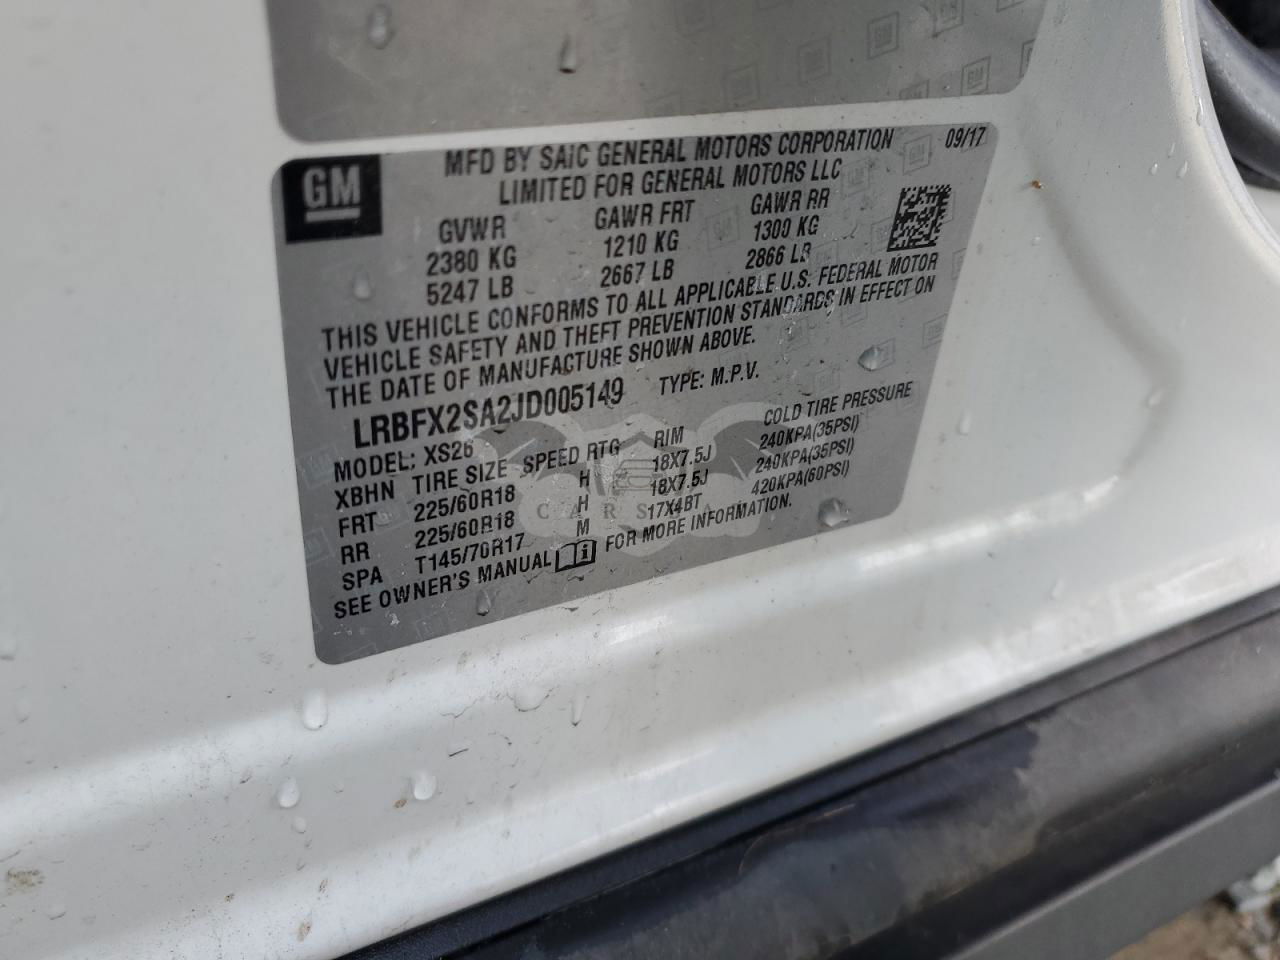 GM
MFD BY SAIC GENERAL MOTORS CORPORATION 09/17
LIMITED FOR GENERAL MOTORS LLC
GVWR GAWR FRT GAWR RR
2380 KG 1210 KG 1300 KG
5247 LB 2667 LB 2866 LB
THIS VEHICLE CONFORMS TO ALL APPLICABLE U.S. FEDERAL MOTOR
VEHICLE SAFETY AND THEFT PREVENTION STANDARDS IN EFFECT ON
THE DATE OF MANUFACTURE SHOWN ABOVE.
LRBFX2SA2JD005149 TYPE: M.P.V.
MODEL: XS26
XBHN TIRE SIZE SPEED RTG RIM COLD TIRE PRESSURE
FRT 225/60R18 H 18X7.5J 240KPA(35PSI)
RR 225/60R18 H 18X7.5J 240KPA(35PSI)
SPA T145/70R17 M 17X4BT 420KPA(60PSI)
SEE OWNER'S MANUAL FOR MORE INFORMATION.